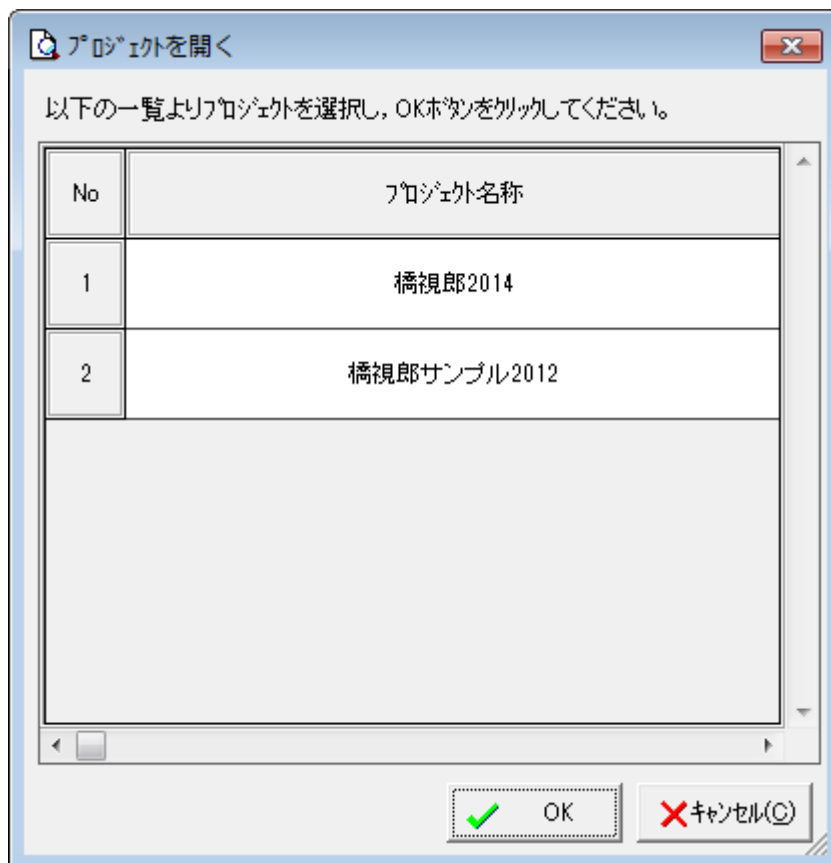 ﾌﾟﾛｼﾞｪｸﾄを開く
以下の一覧よりﾌﾟﾛｼﾞｪｸﾄを選択し，OKﾎﾞﾀﾝをｸﾘｯｸしてください。
No プロジェクト名称
1 橋視郎2014
2 橋視郎サンプル2012
OK ｷｬﾝｾﾙ(C)